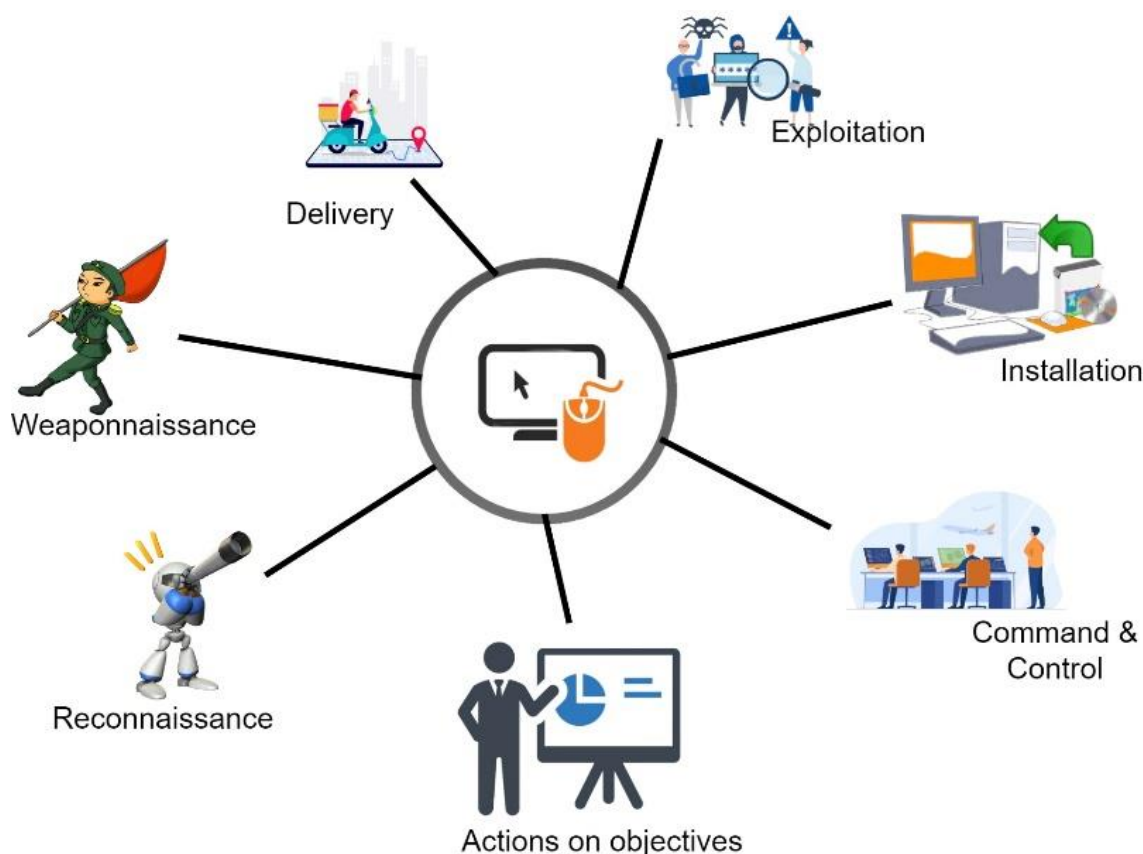 Exploitation
Delivery
Installation
Weaponnaissance
Command &
Control
Reconnaissance
Actions on objectives